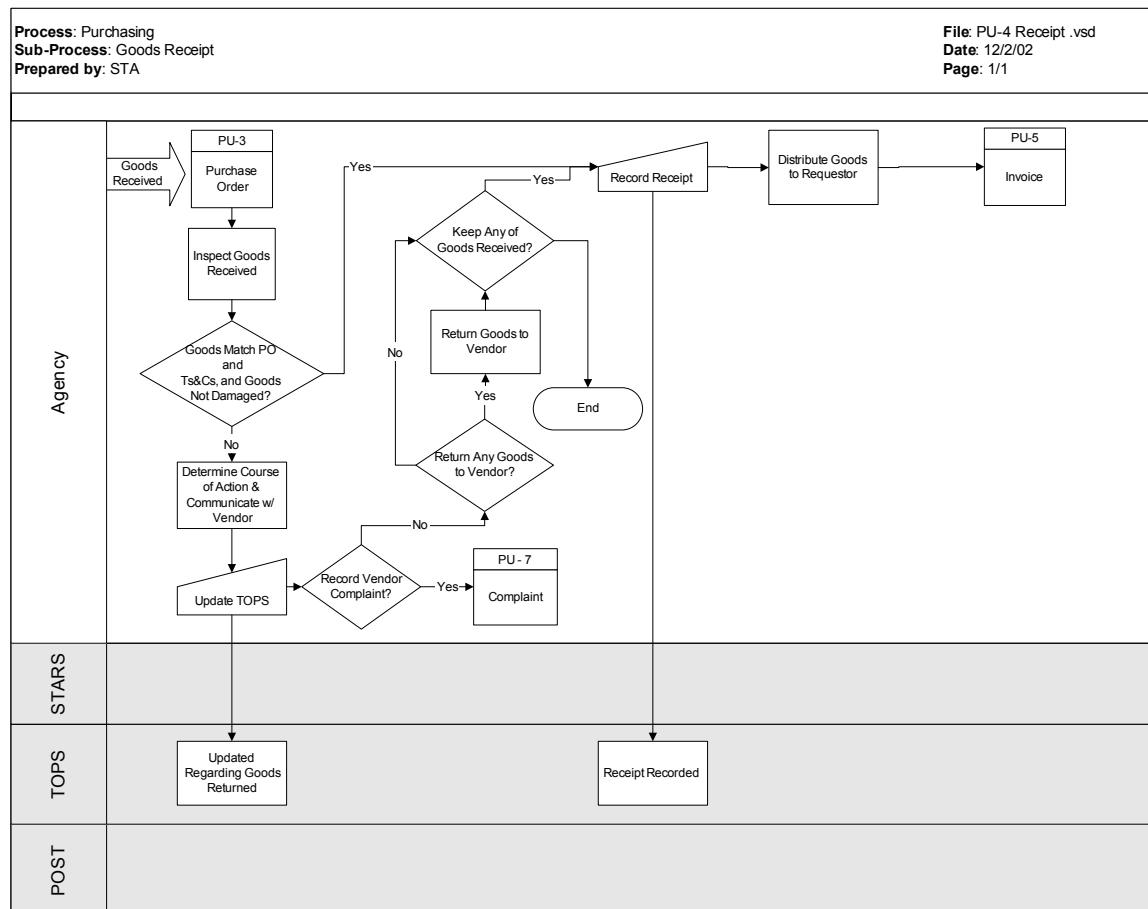 Process: Purchasing
Sub-Process: Goods Receipt
Prepared by: STA
File: PU-4 Receipt .vsd
Date: 12/2/02
Page: 1/1
Agency
Goods
Received
PU-3
Purchase
Order
Inspect Goods
Received
Goods Match PO
and
Ts&Cs, and Goods
Not Damaged?
Yes
No
Determine Course
of Action &
Communicate w/
Vendor
Update TOPS
Record Vendor
Complaint?
Yes
PU - 7
Complaint
No
Return Any Goods
to Vendor?
Yes
No
Return Goods to
Vendor
Keep Any of
Goods Received?
Yes
End
Record Receipt
Distribute Goods
to Requestor
PU-5
Invoice
STARS
TOPS
Updated
Regarding Goods
Returned
Receipt Recorded
POST